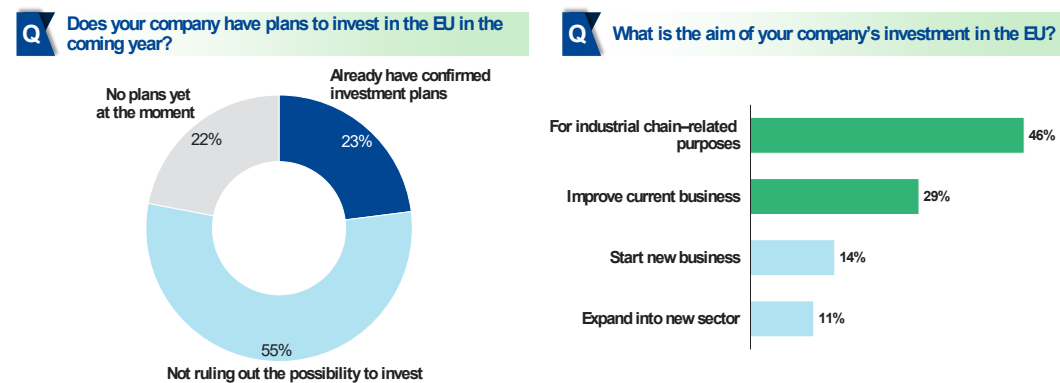 Q
Does your company have plans to invest in the EU in the
coming year?
Already have confirmed
investment plans
No plans yet
at the moment
22%
23%
55%
Not ruling out the possibility to invest
Q
What is the aim of your company's investment in the EU?
For industrial chain–related
purposes
46%
Improve current business
29%
Start new business
14%
Expand into new sector
11%